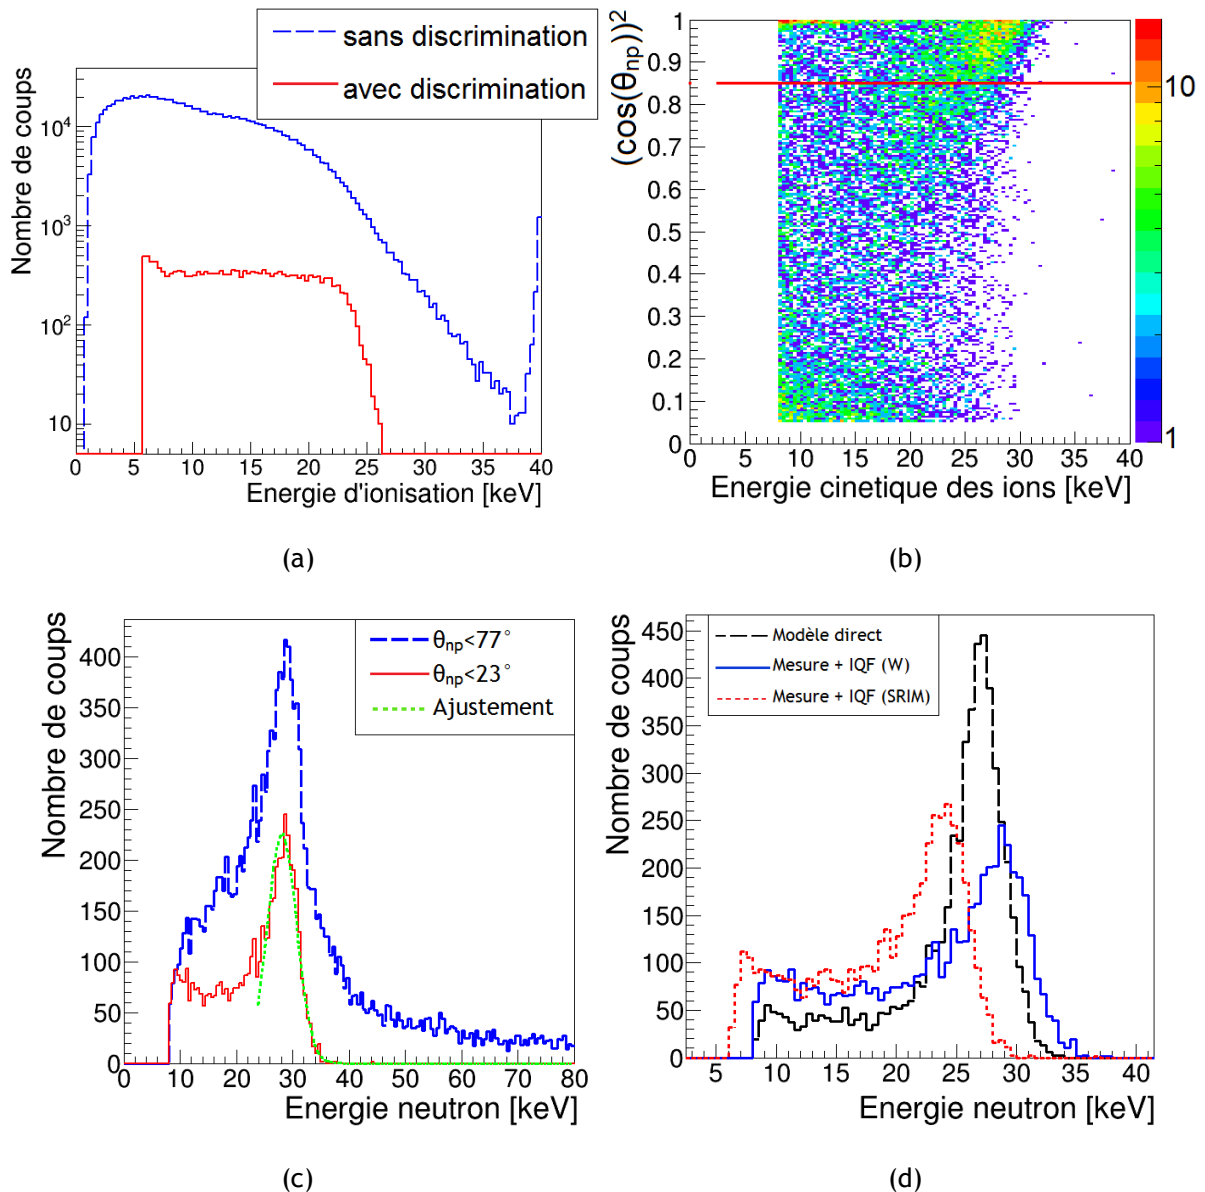 sans discrimination
avec discrimination
Nombre de coups
10⁴
10³
10²
10
0 5 10 15 20 25 30 35 40
Energie d'ionisation [keV]
(a)
(cos(θnp))²
1
0.9
0.8
0.7
0.6
0.5
0.4
0.3
0.2
0.1
0
0 5 10 15 20 25 30 35 40
10
1
Energie cinetique des ions [keV]
(b)
θnp<77°
θnp<23°
Ajustement
Nombre de coups
400
350
300
250
200
150
100
50
0
0 10 20 30 40 50 60 70 80
Energie neutron [keV]
(c)
Modèle direct
Mesure + IQF (W)
Mesure + IQF (SRIM)
Nombre de coups
450
400
350
300
250
200
150
100
50
0
5 10 15 20 25 30 35 40
Energie neutron [keV]
(d)